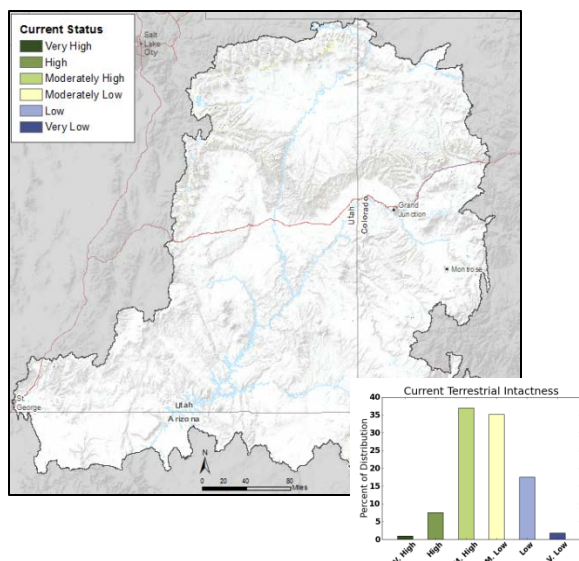 Current Status
Very High
High
Moderately High
Moderately Low
Low
Very Low
Salt
Lake
City
Utah
Colorado
Grand
Junction
Montrose
St.
George
Utah
Arizona
N
0 20 40 80
Miles
Current Terrestrial Intactness
Percent of Distribution
40
35
30
25
20
15
10
5
0
V. High
High
M. High
M. Low
Low
V. Low